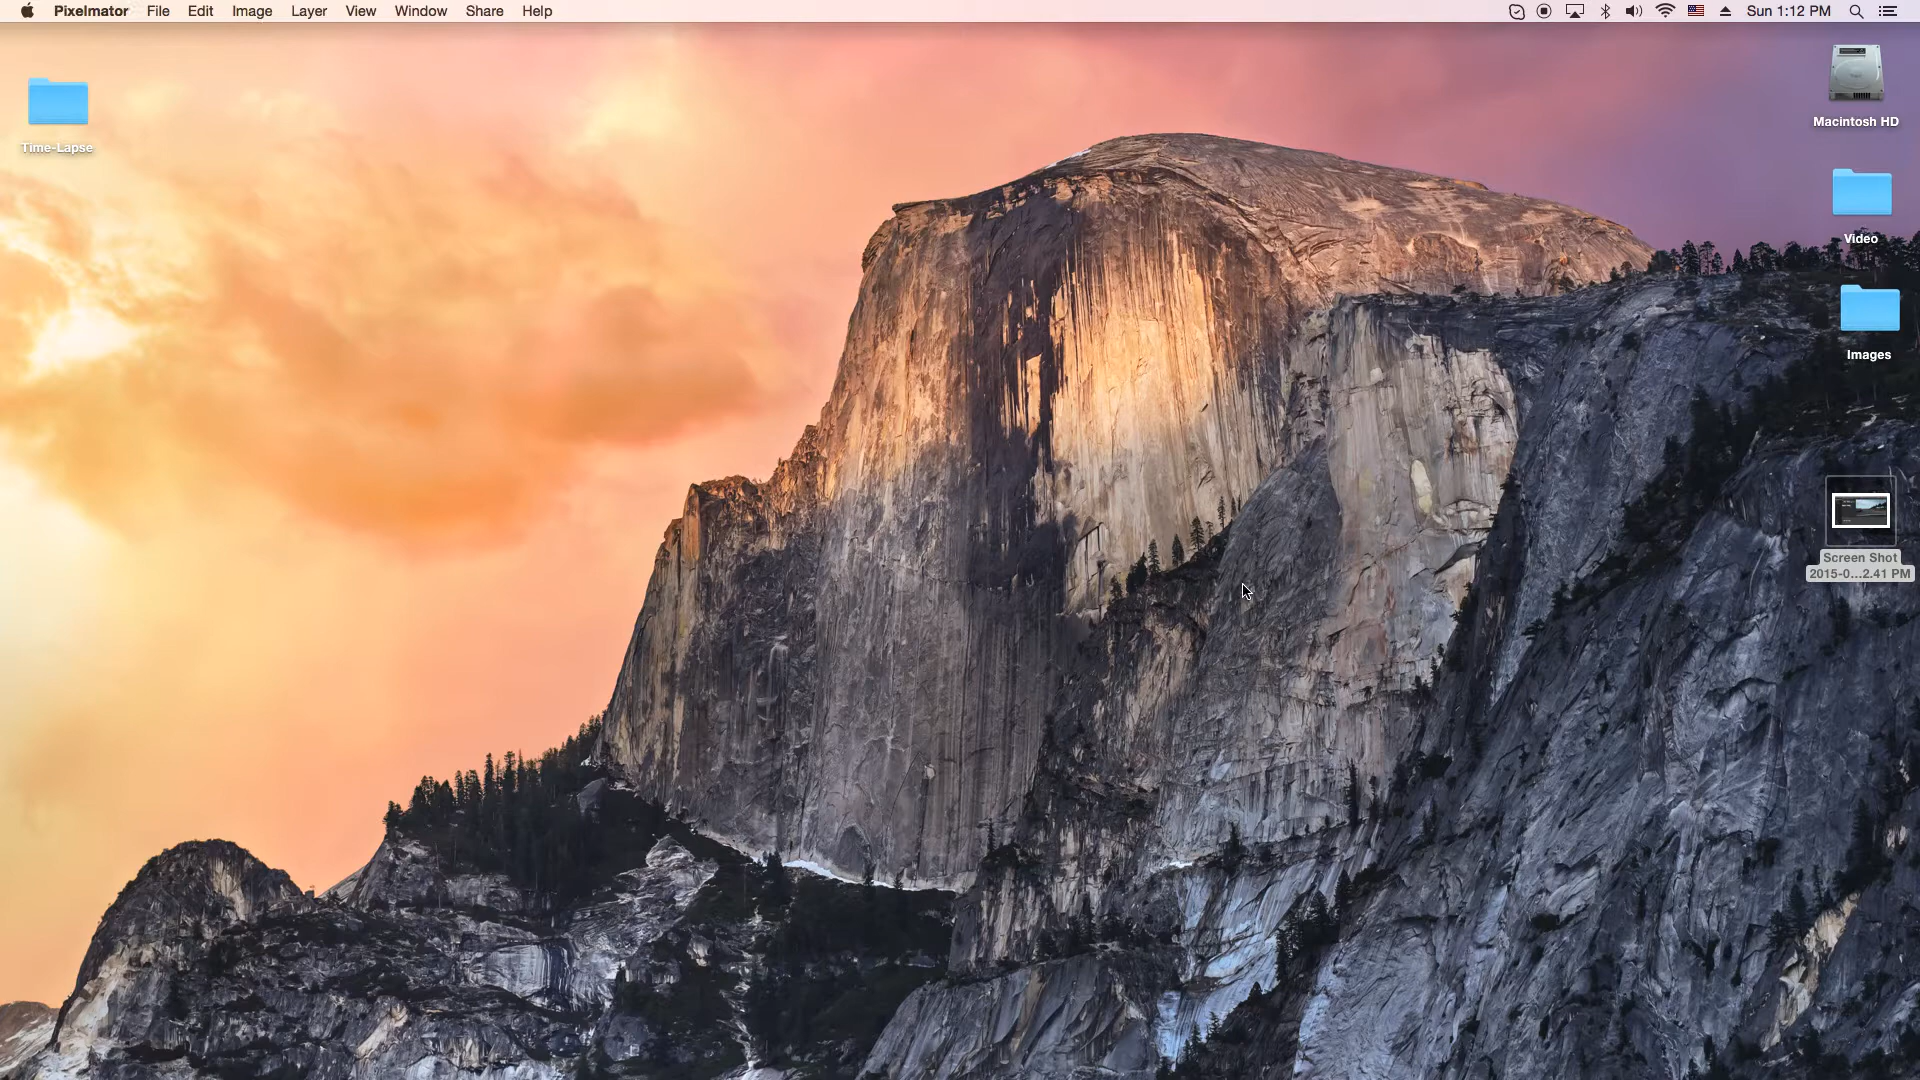 Pixelmator File Edit Image Layer View Window Share Help Sun 1:12 PM
Time-Lapse
Macintosh HD
Video
Images
Screen Shot
2015-0...2.41 PM